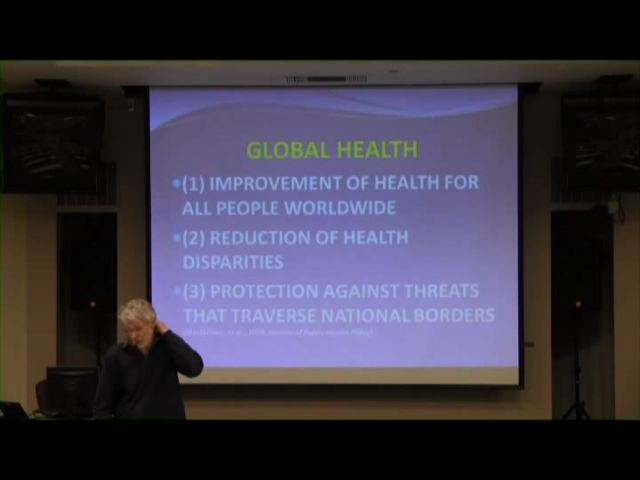 GLOBAL HEALTH
(1) IMPROVEMENT OF HEALTH FOR
ALL PEOPLE WORLDWIDE
(2) REDUCTION OF HEALTH
DISPARITIES
(3) PROTECTION AGAINST THREATS
THAT TRAVERSE NATIONAL BORDERS